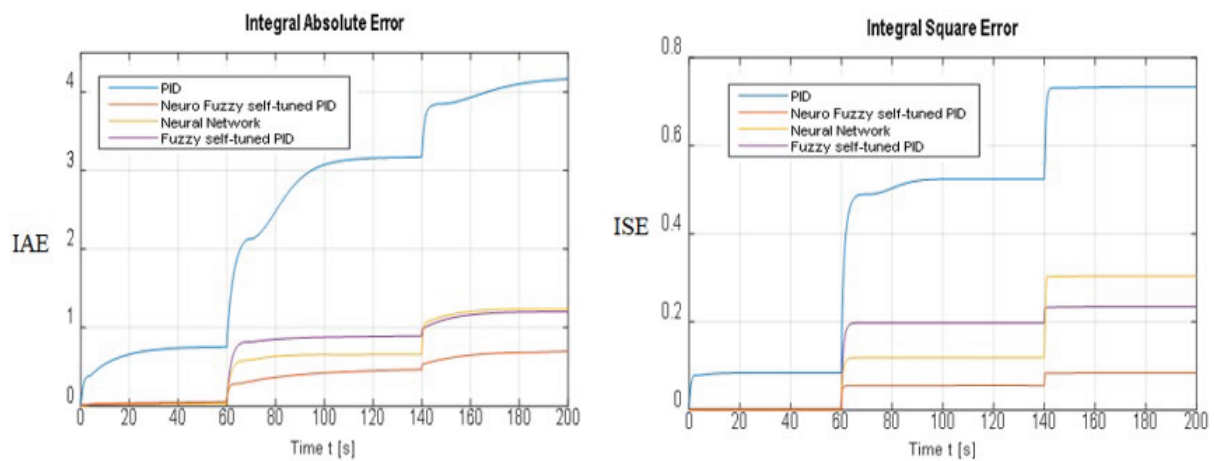 Integral Absolute Error
4
3
2
1
0
IAE
PID
Neuro Fuzzy self-tuned PID
Neural Network
Fuzzy self-tuned PID
0 20 40 60 80 100 120 140 160 180 200
Time t [s]
Integral Square Error
0.8
0.6
0.4
0.2
0
ISE
PID
Neuro Fuzzy self-tuned PID
Neural Network
Fuzzy self-tuned PID
0 20 40 60 80 100 120 140 160 180 200
Time t [s]